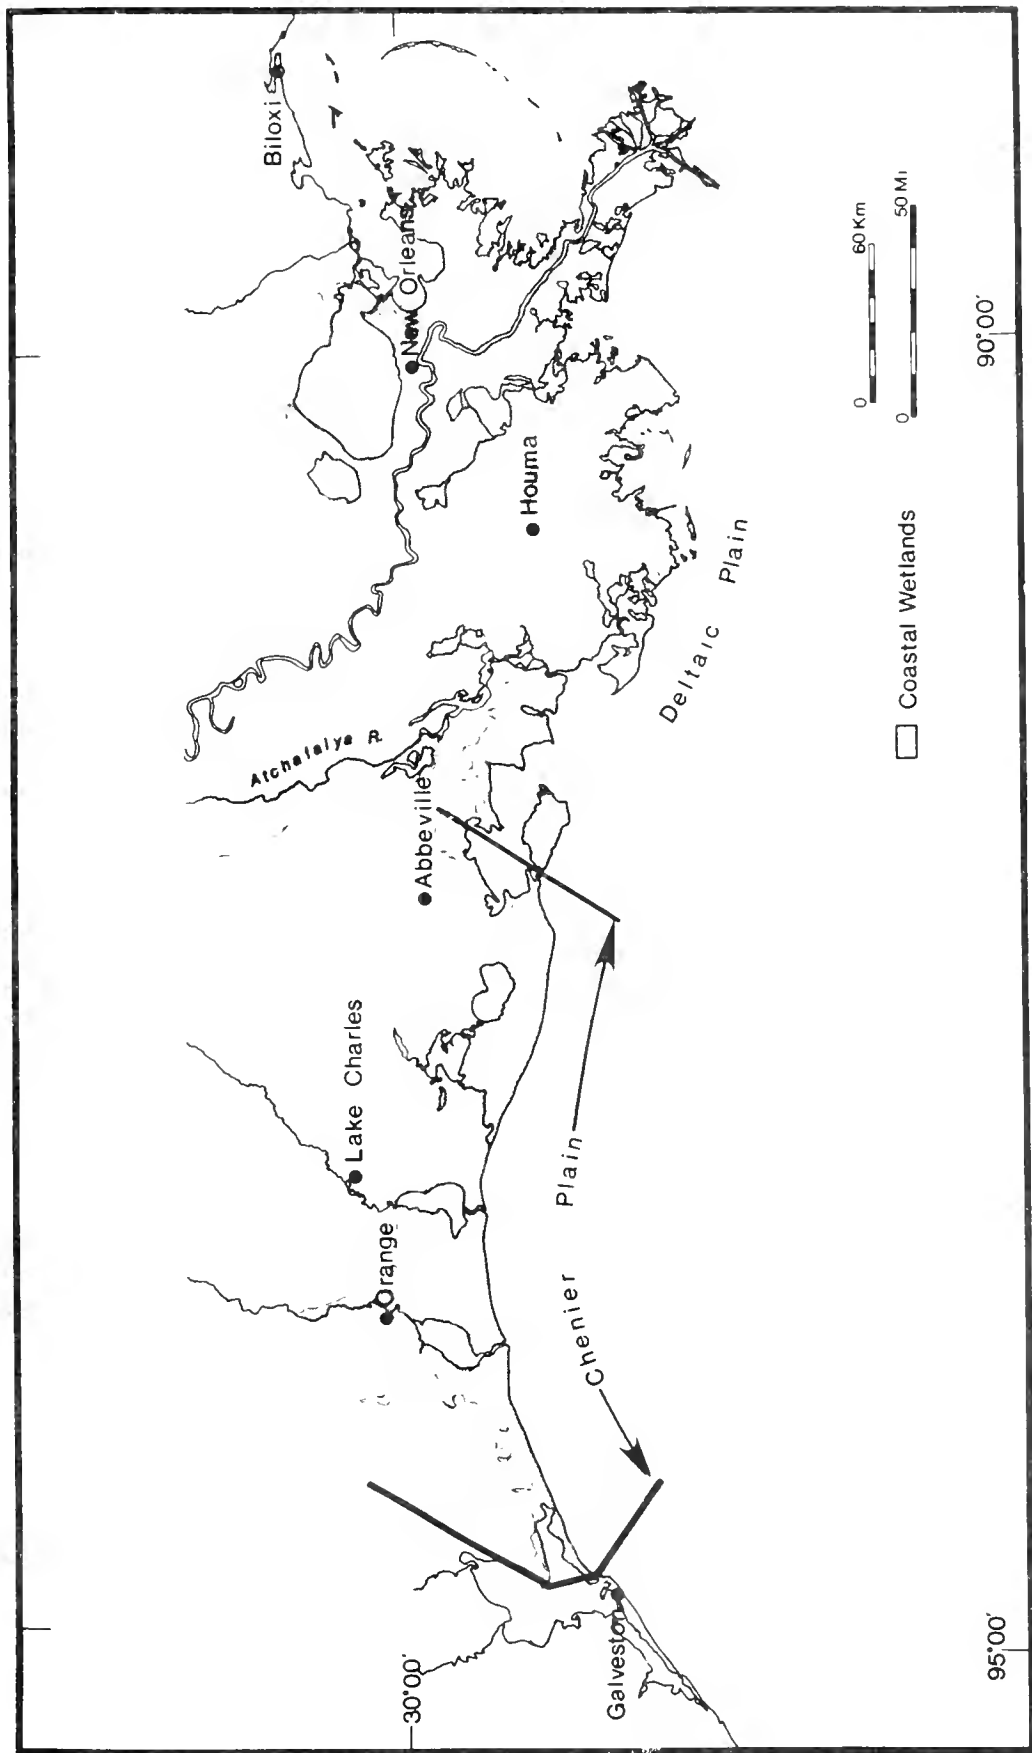 Biloxi
New Orleans
Houma
Atchafalya R.
Abbeville
Lake Charles
Orange
Galveston
Deltaic Plain
Chenier Plain
Coastal Wetlands
0 60 Km
0 50 Mi
30°00'
95°00'
90°00'